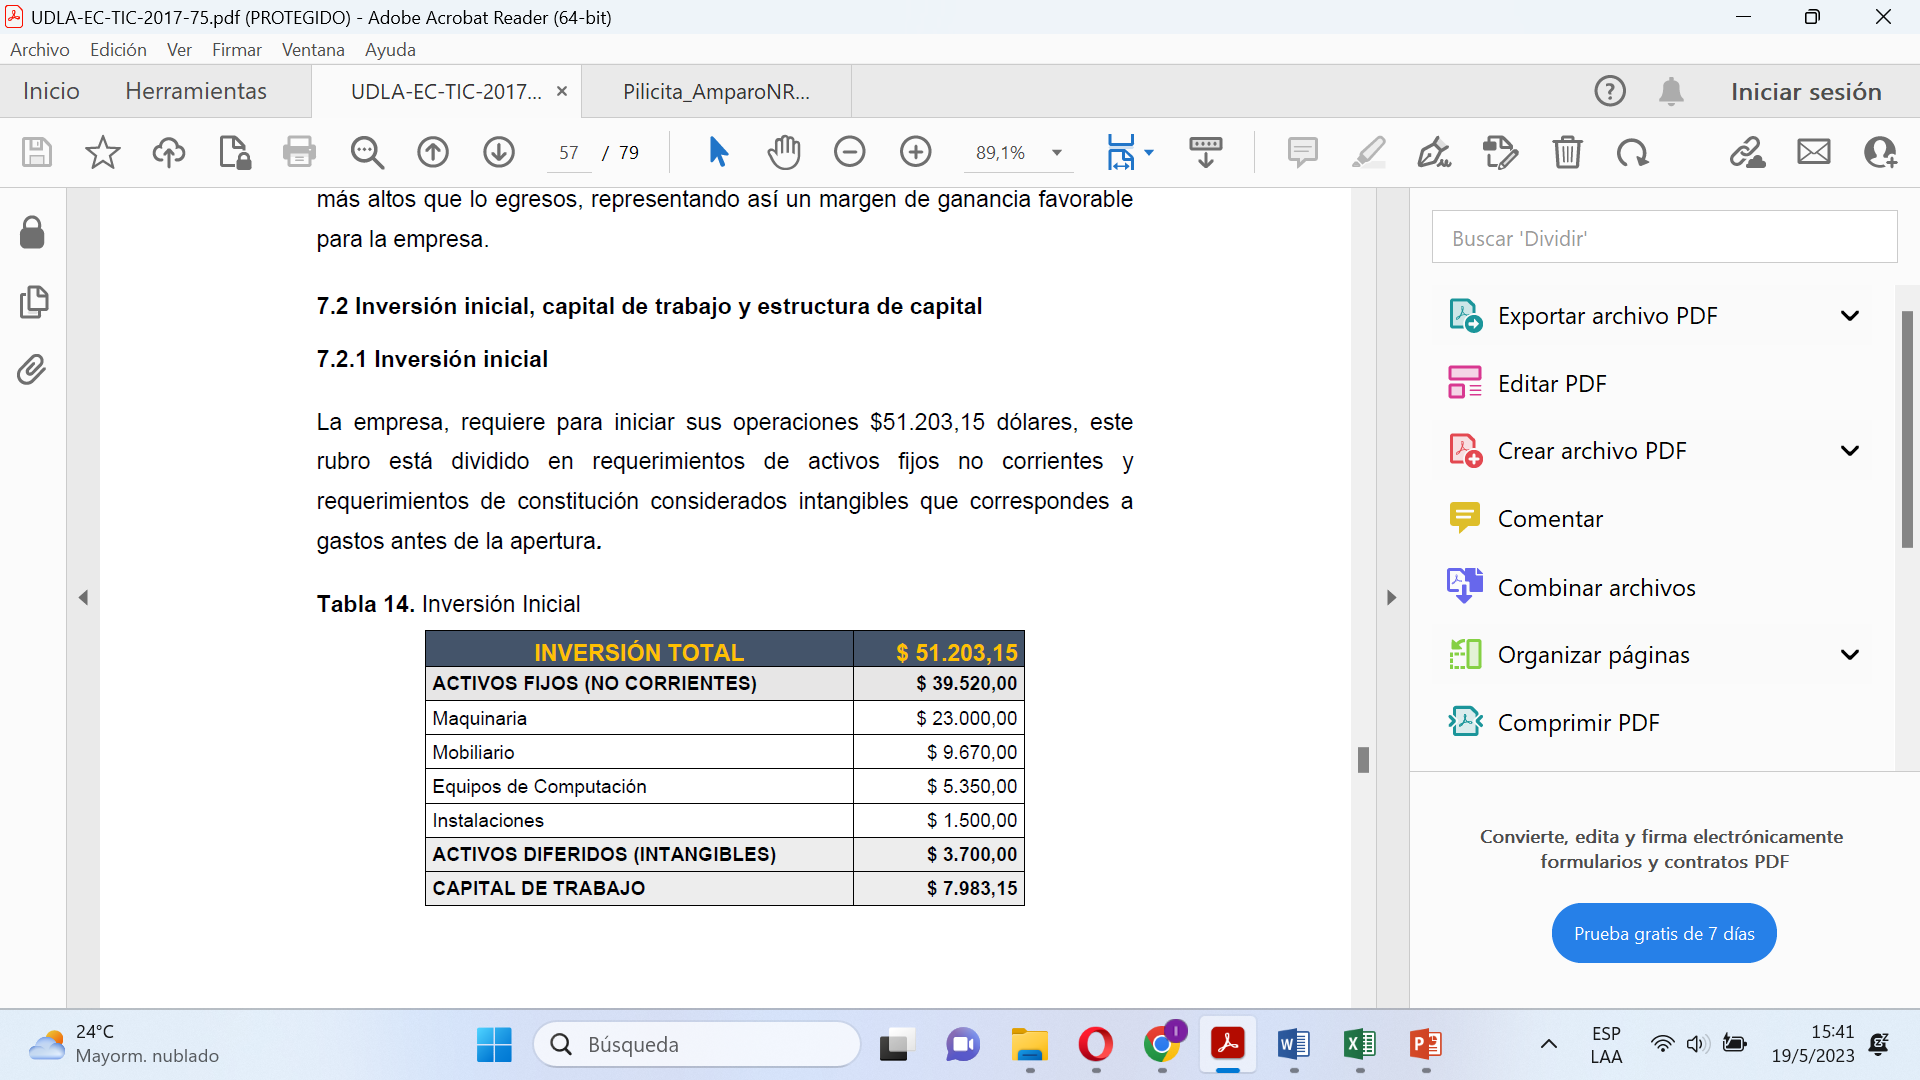 UDLA-EC-TIC-2017-75.pdf (PROTEGIDO) - Adobe Acrobat Reader (64-bit)
Archivo Edición Ver Firmar Ventana Ayuda
Inicio Herramientas UDLA-EC-TIC-2017... × Pilicita_AmparoNR... Iniciar sesión
57 / 79 89,1%
más altos que lo egresos, representando así un margen de ganancia favorable
para la empresa.
7.2 Inversión inicial, capital de trabajo y estructura de capital
7.2.1 Inversión inicial
La empresa, requiere para iniciar sus operaciones $51.203,15 dólares, este
rubro está dividido en requerimientos de activos fijos no corrientes y
requerimientos de constitución considerados intangibles que correspondes a
gastos antes de la apertura.
Tabla 14. Inversión Inicial
INVERSIÓN TOTAL $ 51.203,15
ACTIVOS FIJOS (NO CORRIENTES) $ 39.520,00
Maquinaria $ 23.000,00
Mobiliario $ 9.670,00
Equipos de Computación $ 5.350,00
Instalaciones $ 1.500,00
ACTIVOS DIFERIDOS (INTANGIBLES) $ 3.700,00
CAPITAL DE TRABAJO $ 7.983,15
Buscar 'Dividir'
Exportar archivo PDF
Editar PDF
Crear archivo PDF
Comentar
Combinar archivos
Organizar páginas
Comprimir PDF
Convierte, edita y firma electrónicamente
formularios y contratos PDF
Prueba gratis de 7 días
24°C
Mayorm. nublado
Búsqueda
ESP
LAA
15:41
19/5/2023